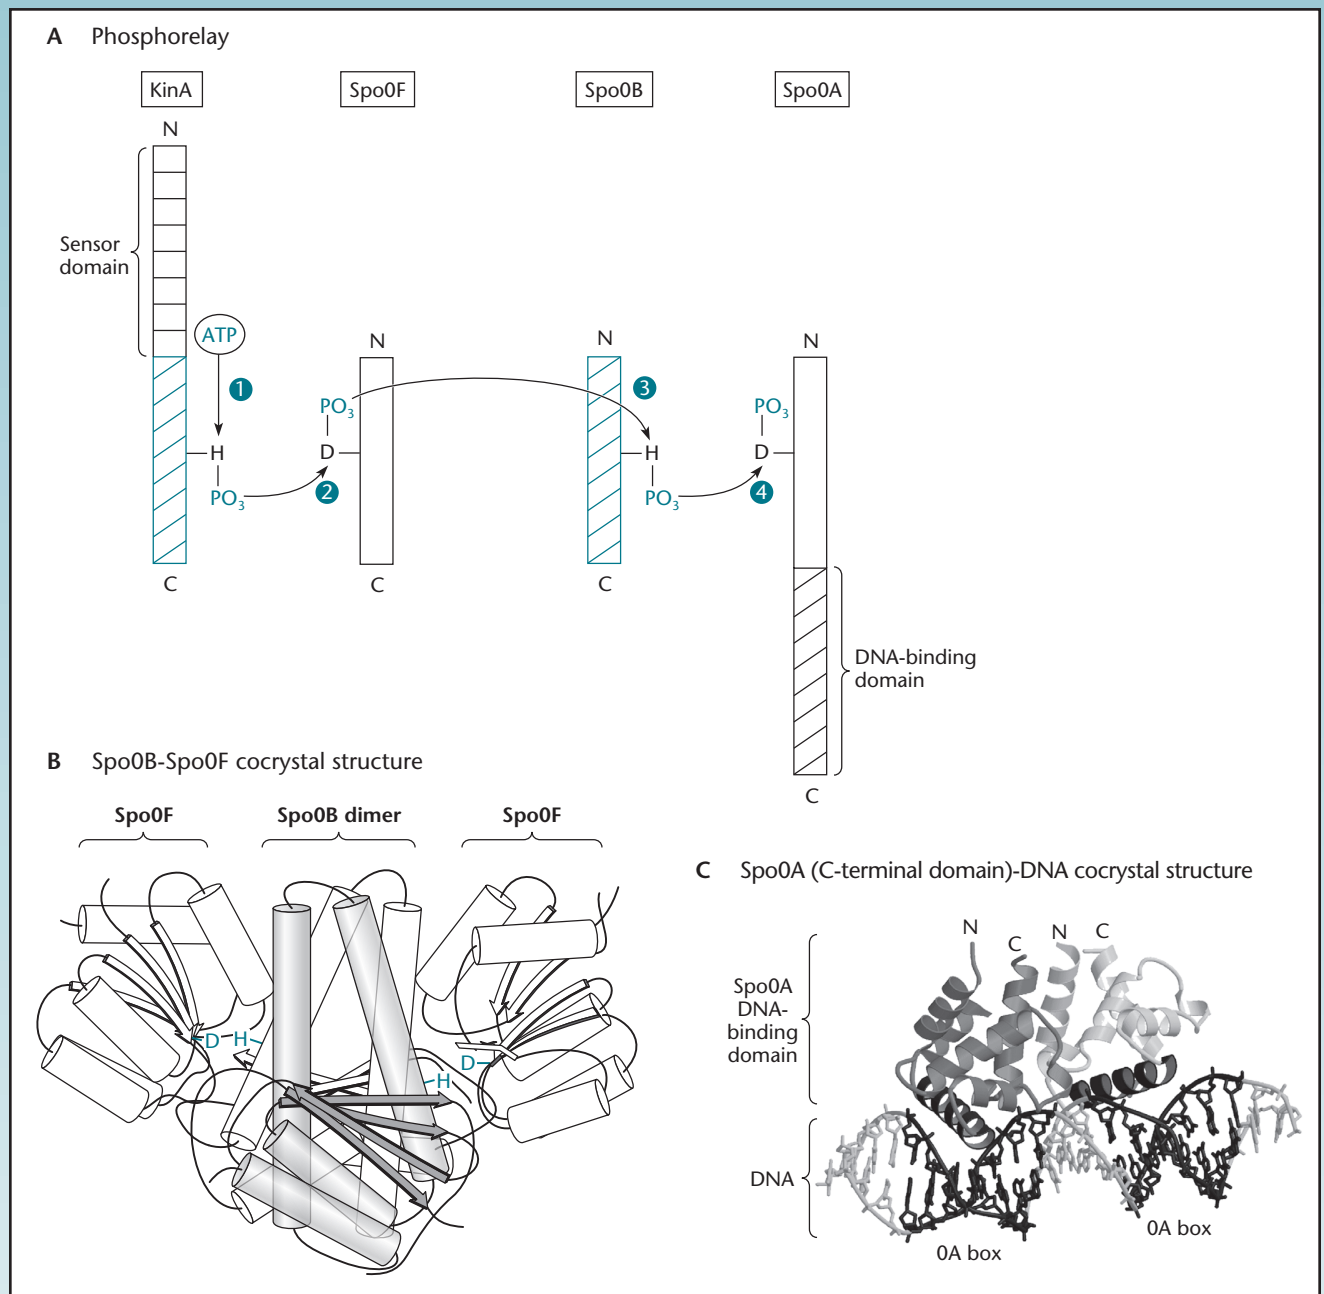 A Phosphorelay
KinA Spo0F Spo0B Spo0A
N
Sensor
domain
ATP
N N N
1 3
PO3 PO3
H D H D
PO3 2 PO3 4
C C C
DNA-binding
domain
C
B Spo0B-Spo0F cocrystal structure
Spo0F Spo0B dimer Spo0F
D H
D
H
C Spo0A (C-terminal domain)-DNA cocrystal structure
N C N C
Spo0A
DNA-
binding
domain
DNA
0A box
0A box